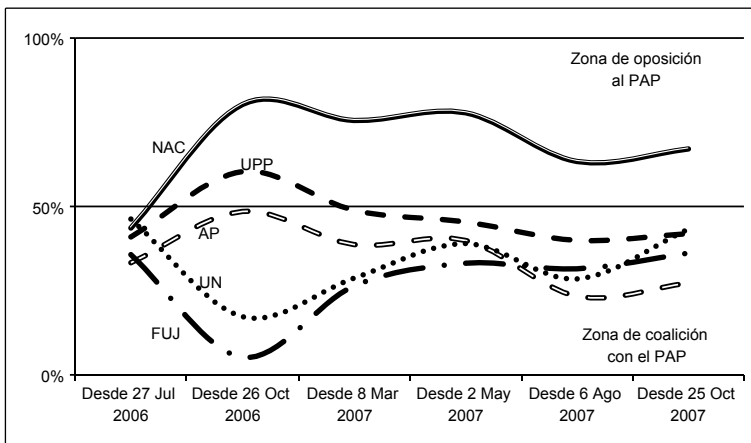 100%
Zona de oposición
al PAP
NAC
UPP
50%
AP
UN
FUJ
Zona de coalición
con el PAP
0%
Desde 27 Jul
2006
Desde 26 Oct
2006
Desde 8 Mar
2007
Desde 2 May
2007
Desde 6 Ago
2007
Desde 25 Oct
2007